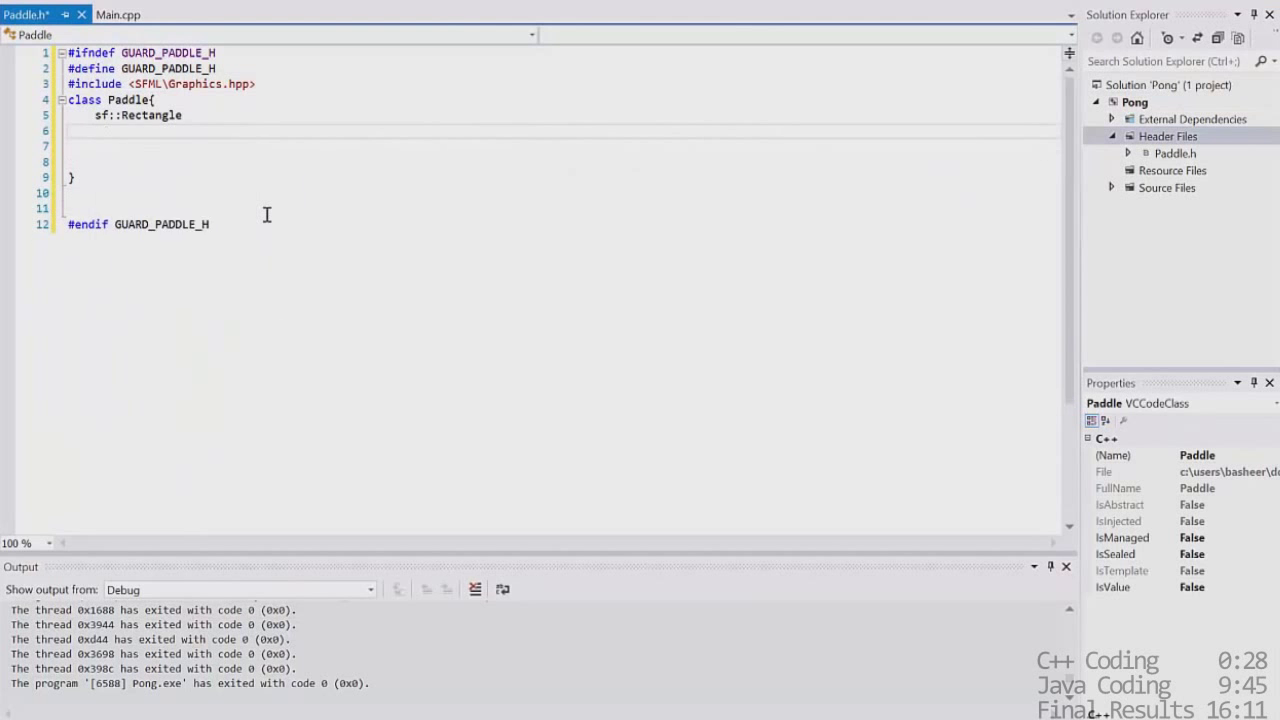 Paddle.h*
Main.cpp
Paddle
1 #ifndef GUARD_PADDLE_H
2 #define GUARD_PADDLE_H
3 #include <SFML\Graphics.hpp>
4 class Paddle{
5 sf::Rectangle
6
7
8
9 }
10
11
12 #endif GUARD_PADDLE_H
100 %
Output
Show output from: Debug
The thread 0x1688 has exited with code 0 (0x0).
The thread 0x3944 has exited with code 0 (0x0).
The thread 0xd44 has exited with code 0 (0x0).
The thread 0x3698 has exited with code 0 (0x0).
The thread 0x398c has exited with code 0 (0x0).
The program '[6588] Pong.exe' has exited with code 0 (0x0).
Solution Explorer
Search Solution Explorer (Ctrl+;)
Solution 'Pong' (1 project)
Pong
External Dependencies
Header Files
Paddle.h
Resource Files
Source Files
Properties
Paddle VCCodeClass
C++
(Name) Paddle
File c:\users\basheer\do
FullName Paddle
IsAbstract False
IsInjected False
IsManaged False
IsSealed False
IsTemplate False
IsValue False
C++ Coding 0:28
Java Coding 9:45
Final Results 16:11
C++